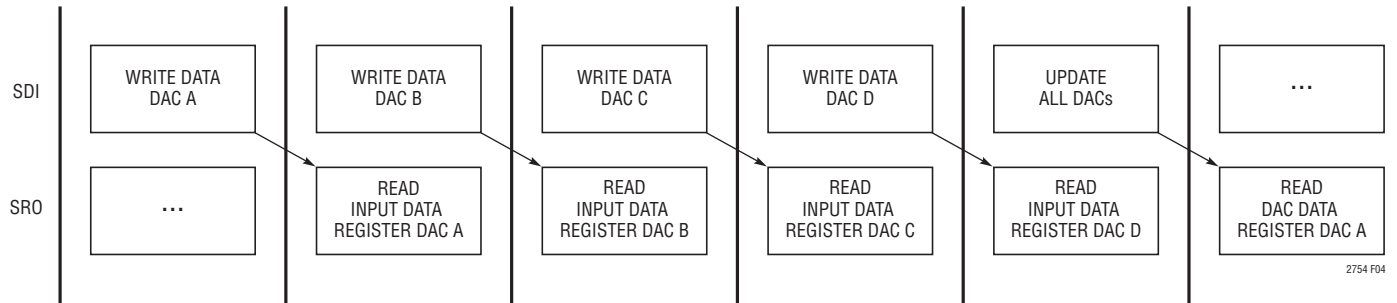 SDI
WRITE DATA
DAC A
WRITE DATA
DAC B
WRITE DATA
DAC C
WRITE DATA
DAC D
UPDATE
ALL DACs
...
SRO
...
READ
INPUT DATA
REGISTER DAC A
READ
INPUT DATA
REGISTER DAC B
READ
INPUT DATA
REGISTER DAC C
READ
INPUT DATA
REGISTER DAC D
READ
DAC DATA
REGISTER DAC A
2754 F04